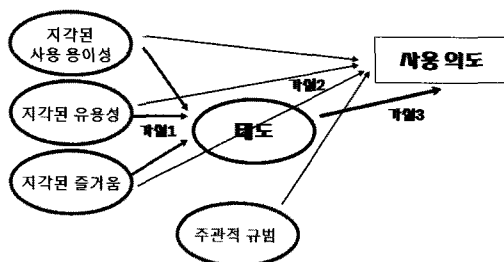 지각된
사용 용이성
사용 의도
가설2
지각된 유용성
가설1
태도
가설3
지각된 즐거움
주관적 규범